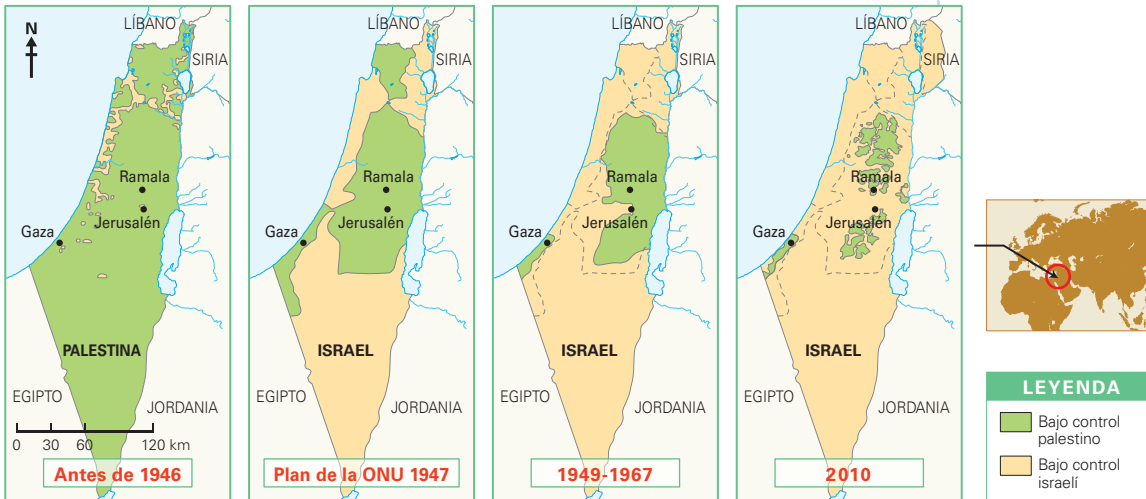 N
LÍBANO
SIRIA
Ramala
Jerusalén
Gaza
PALESTINA
EGIPTO
JORDANIA
0 30 60 120 km
Antes de 1946
LÍBANO
SIRIA
Ramala
Jerusalén
Gaza
ISRAEL
EGIPTO
JORDANIA
Plan de la ONU 1947
LÍBANO
SIRIA
Ramala
Jerusalén
Gaza
ISRAEL
EGIPTO
JORDANIA
1949-1967
LÍBANO
SIRIA
Ramala
Jerusalén
Gaza
ISRAEL
EGIPTO
JORDANIA
2010
LEYENDA
Bajo control
palestino
Bajo control
israelí